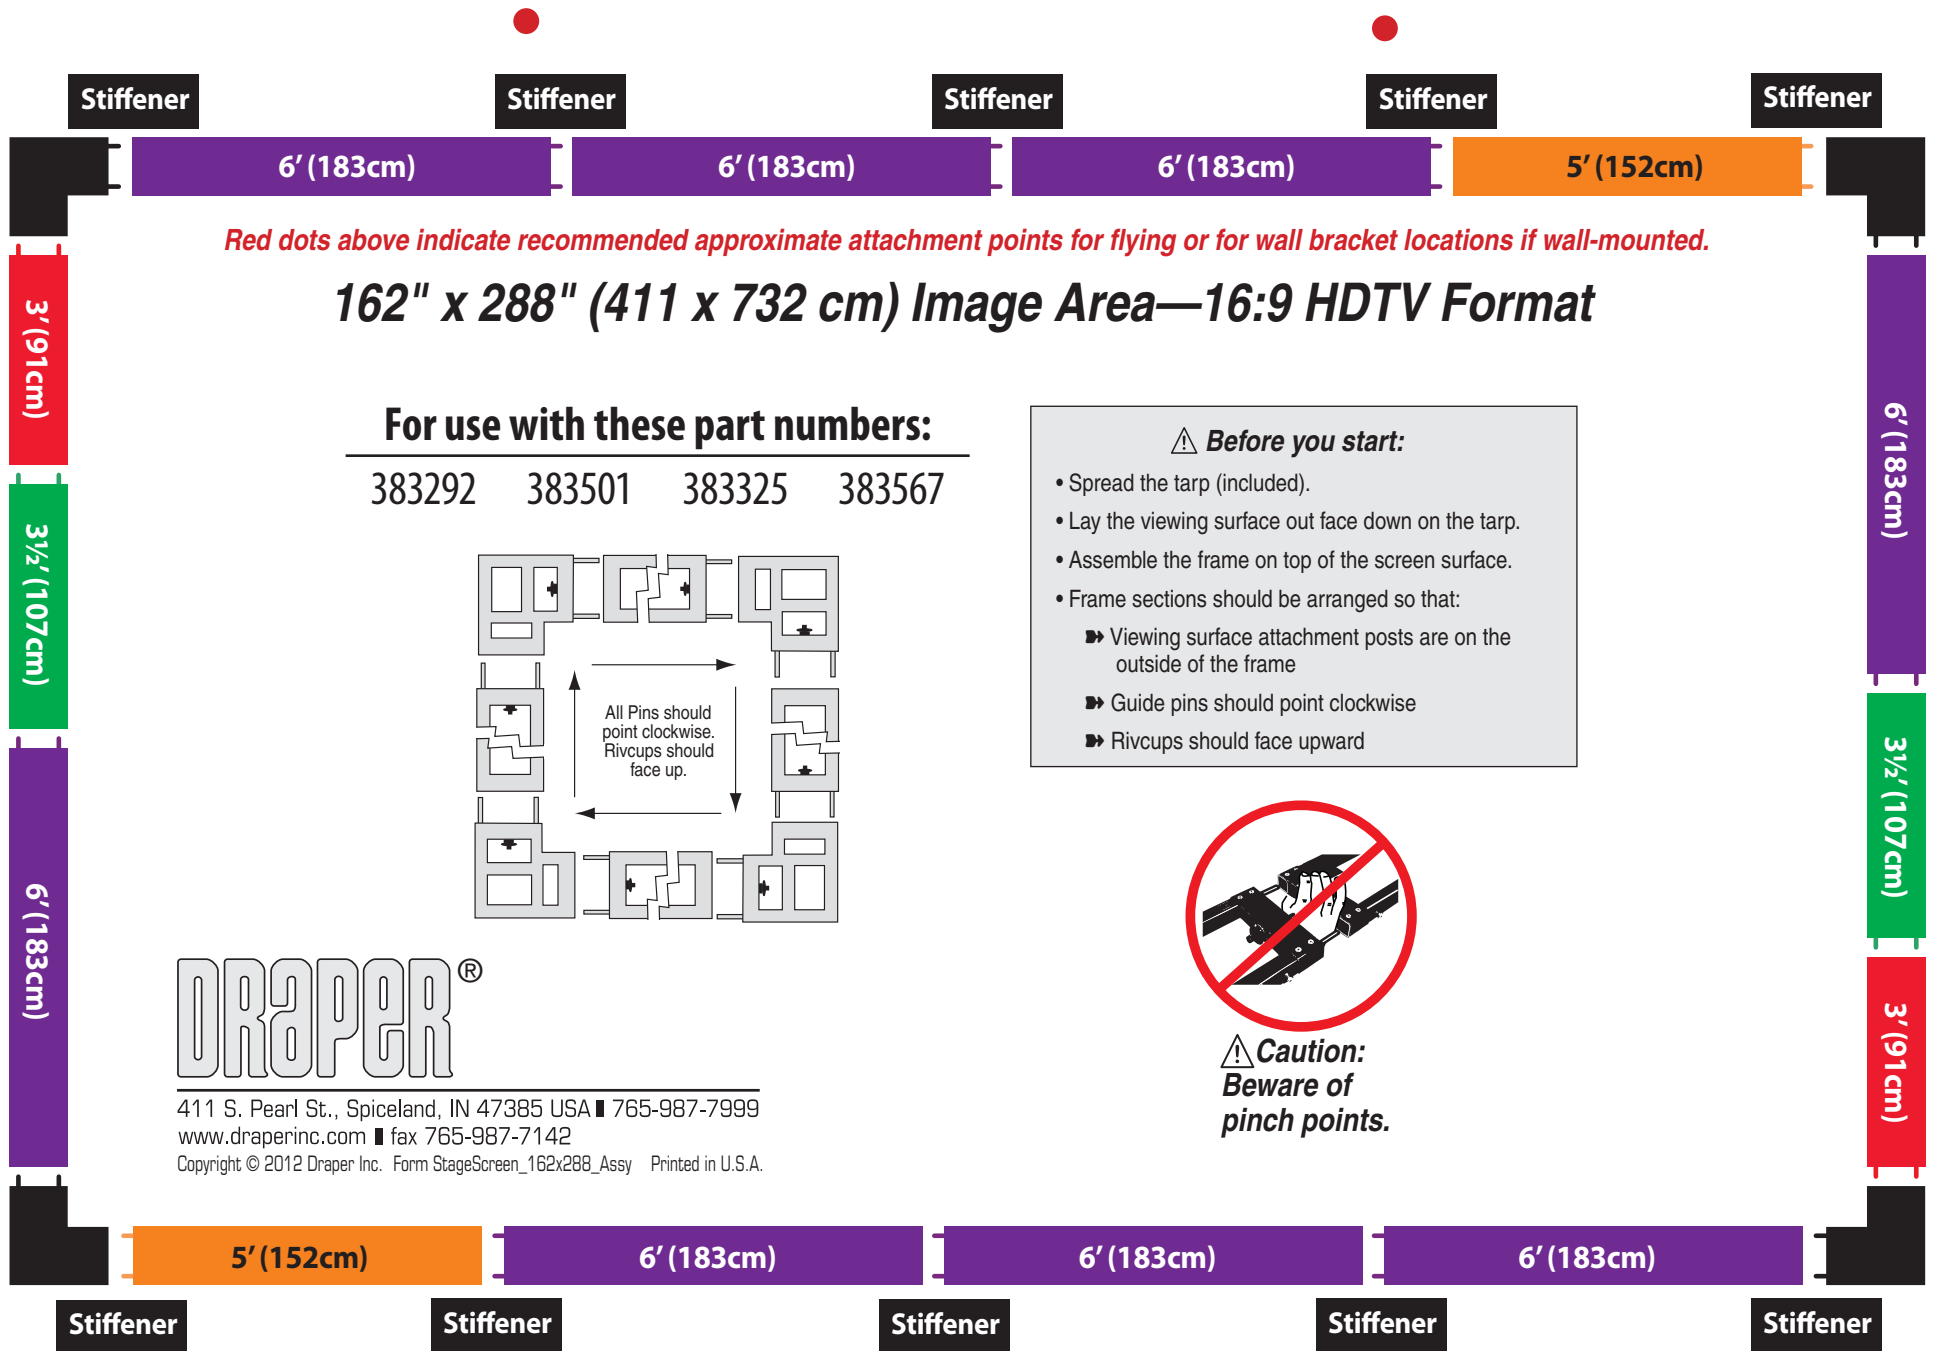 Stiffener Stiffener Stiffener Stiffener Stiffener
6′ (183cm) 6′ (183cm) 6′ (183cm) 5′ (152cm)
Red dots above indicate recommended approximate attachment points for flying or for wall bracket locations if wall-mounted.
162" x 288" (411 x 732 cm) Image Area—16:9 HDTV Format
3′ (91cm)
3½′ (107cm)
6′ (183cm)
For use with these part numbers:
383292 383501 383325 383567
All Pins should
point clockwise.
Rivcups should
face up.
⚠ Before you start:
• Spread the tarp (included).
• Lay the viewing surface out face down on the tarp.
• Assemble the frame on top of the screen surface.
• Frame sections should be arranged so that:
➽ Viewing surface attachment posts are on the
outside of the frame
➽ Guide pins should point clockwise
➽ Rivcups should face upward
⚠ Caution:
Beware of
pinch points.
6′ (183cm)
3½′ (107cm)
3′ (91cm)
DRAPER®
411 S. Pearl St., Spiceland, IN 47385 USA ▮ 765-987-7999
www.draperinc.com ▮ fax 765-987-7142
Copyright © 2012 Draper Inc. Form StageScreen_162x288_Assy Printed in U.S.A.
5′ (152cm) 6′ (183cm) 6′ (183cm) 6′ (183cm)
Stiffener Stiffener Stiffener Stiffener Stiffener